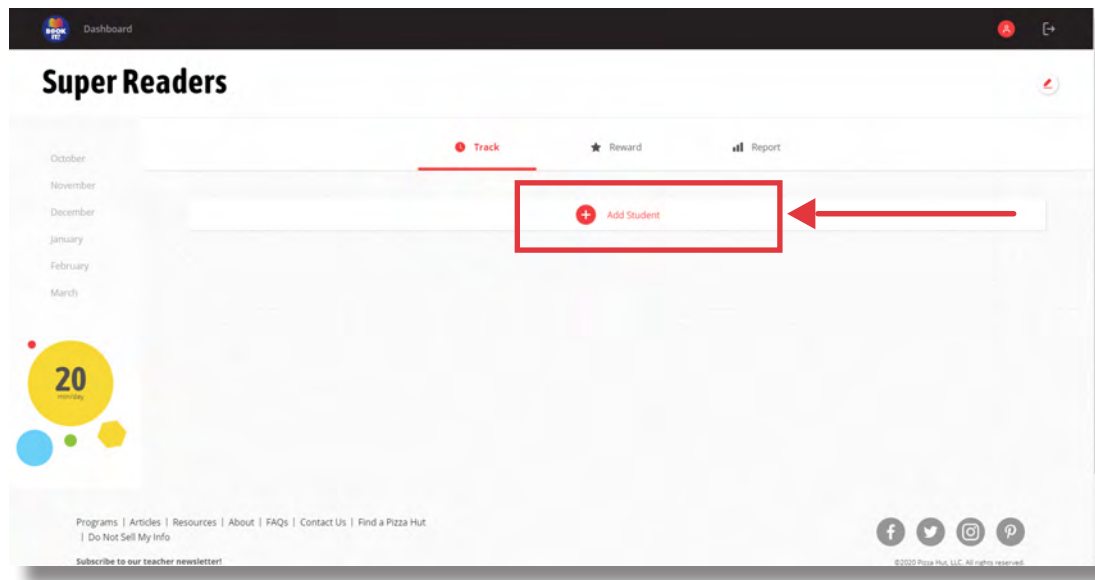 BOOK IT!
Dashboard
Super Readers
Track Reward Report
October
November
December
January
February
March
Add Student
20
min/day
Programs | Articles | Resources | About | FAQs | Contact Us | Find a Pizza Hut
| Do Not Sell My Info
Subscribe to our teacher newsletter!
©2020 Pizza Hut, LLC. All rights reserved.